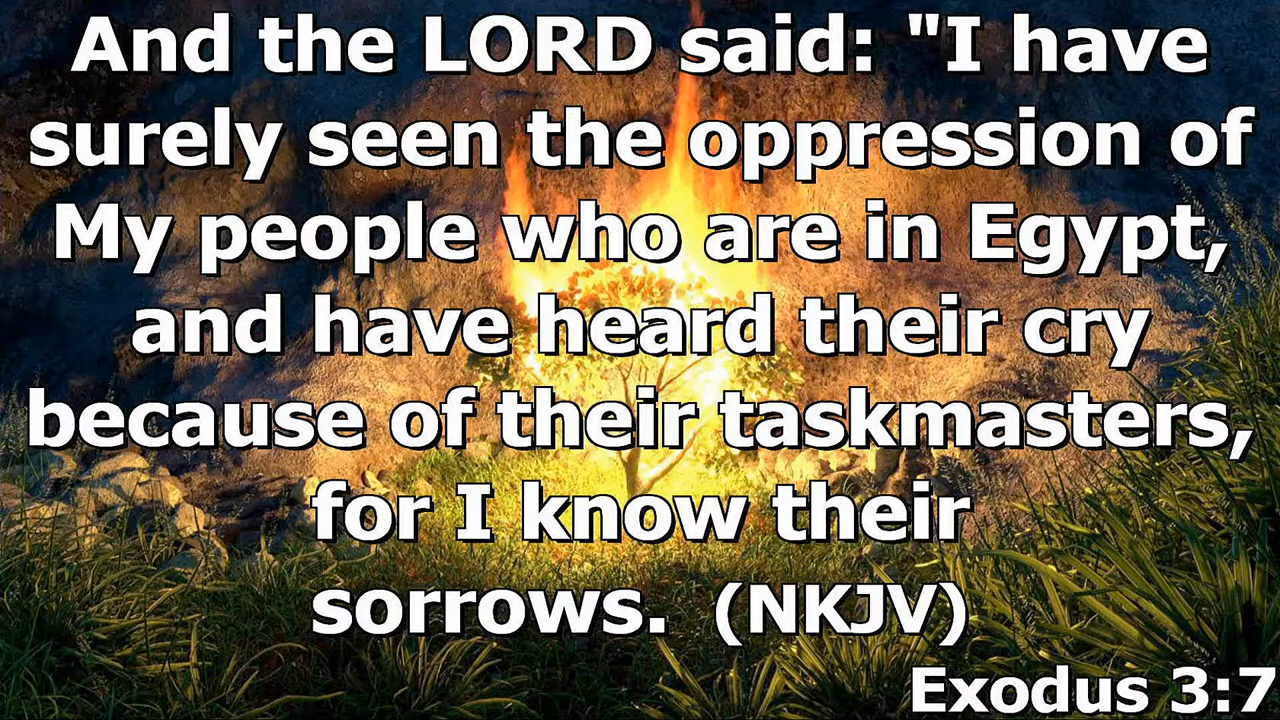 And the LORD said: "I have
surely seen the oppression of
My people who are in Egypt,
and have heard their cry
because of their taskmasters,
for I know their
sorrows. (NKJV)
Exodus 3:7